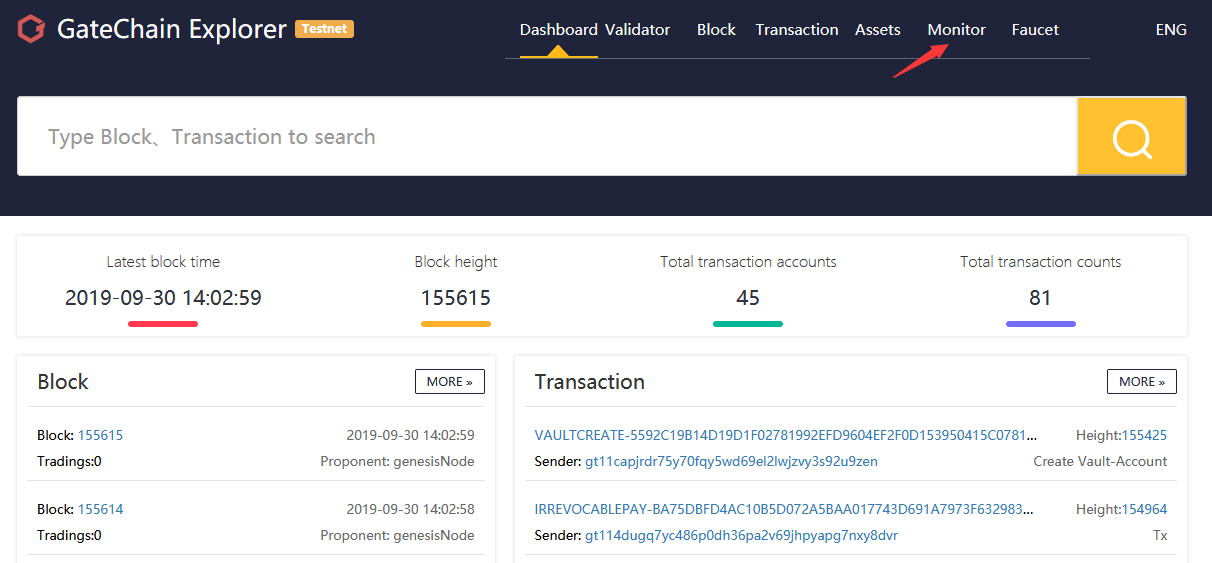 GateChain Explorer Testnet
Dashboard Validator Block Transaction Assets Monitor Faucet ENG
Type Block、Transaction to search
Latest block time
2019-09-30 14:02:59
Block height
155615
Total transaction accounts
45
Total transaction counts
81
Block MORE »
Block: 155615 2019-09-30 14:02:59
Tradings:0 Proponent: genesisNode
Block: 155614 2019-09-30 14:02:58
Tradings:0 Proponent: genesisNode
Transaction MORE »
VAULTCREATE-5592C19B14D19D1F02781992EFD9604EF2F0D153950415C0781... Height:155425
Sender: gt11capjrdr75y70fqy5wd69el2lwjzvy3s92u9zen Create Vault-Account
IRREVOCABLEPAY-BA75DBFD4AC10B5D072A5BAA017743D691A7973F632983... Height:154964
Sender: gt114dugq7yc486p0dh36pa2v69jhpyapg7nxy8dvr Tx